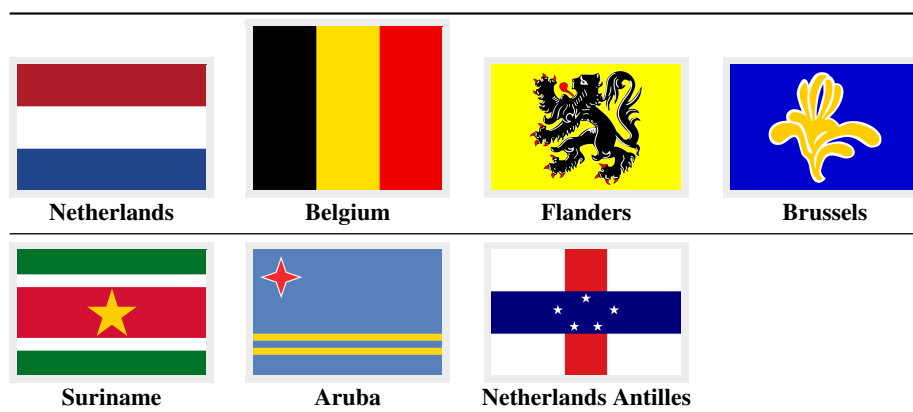 Netherlands
Belgium
Flanders
Brussels
Suriname
Aruba
Netherlands Antilles